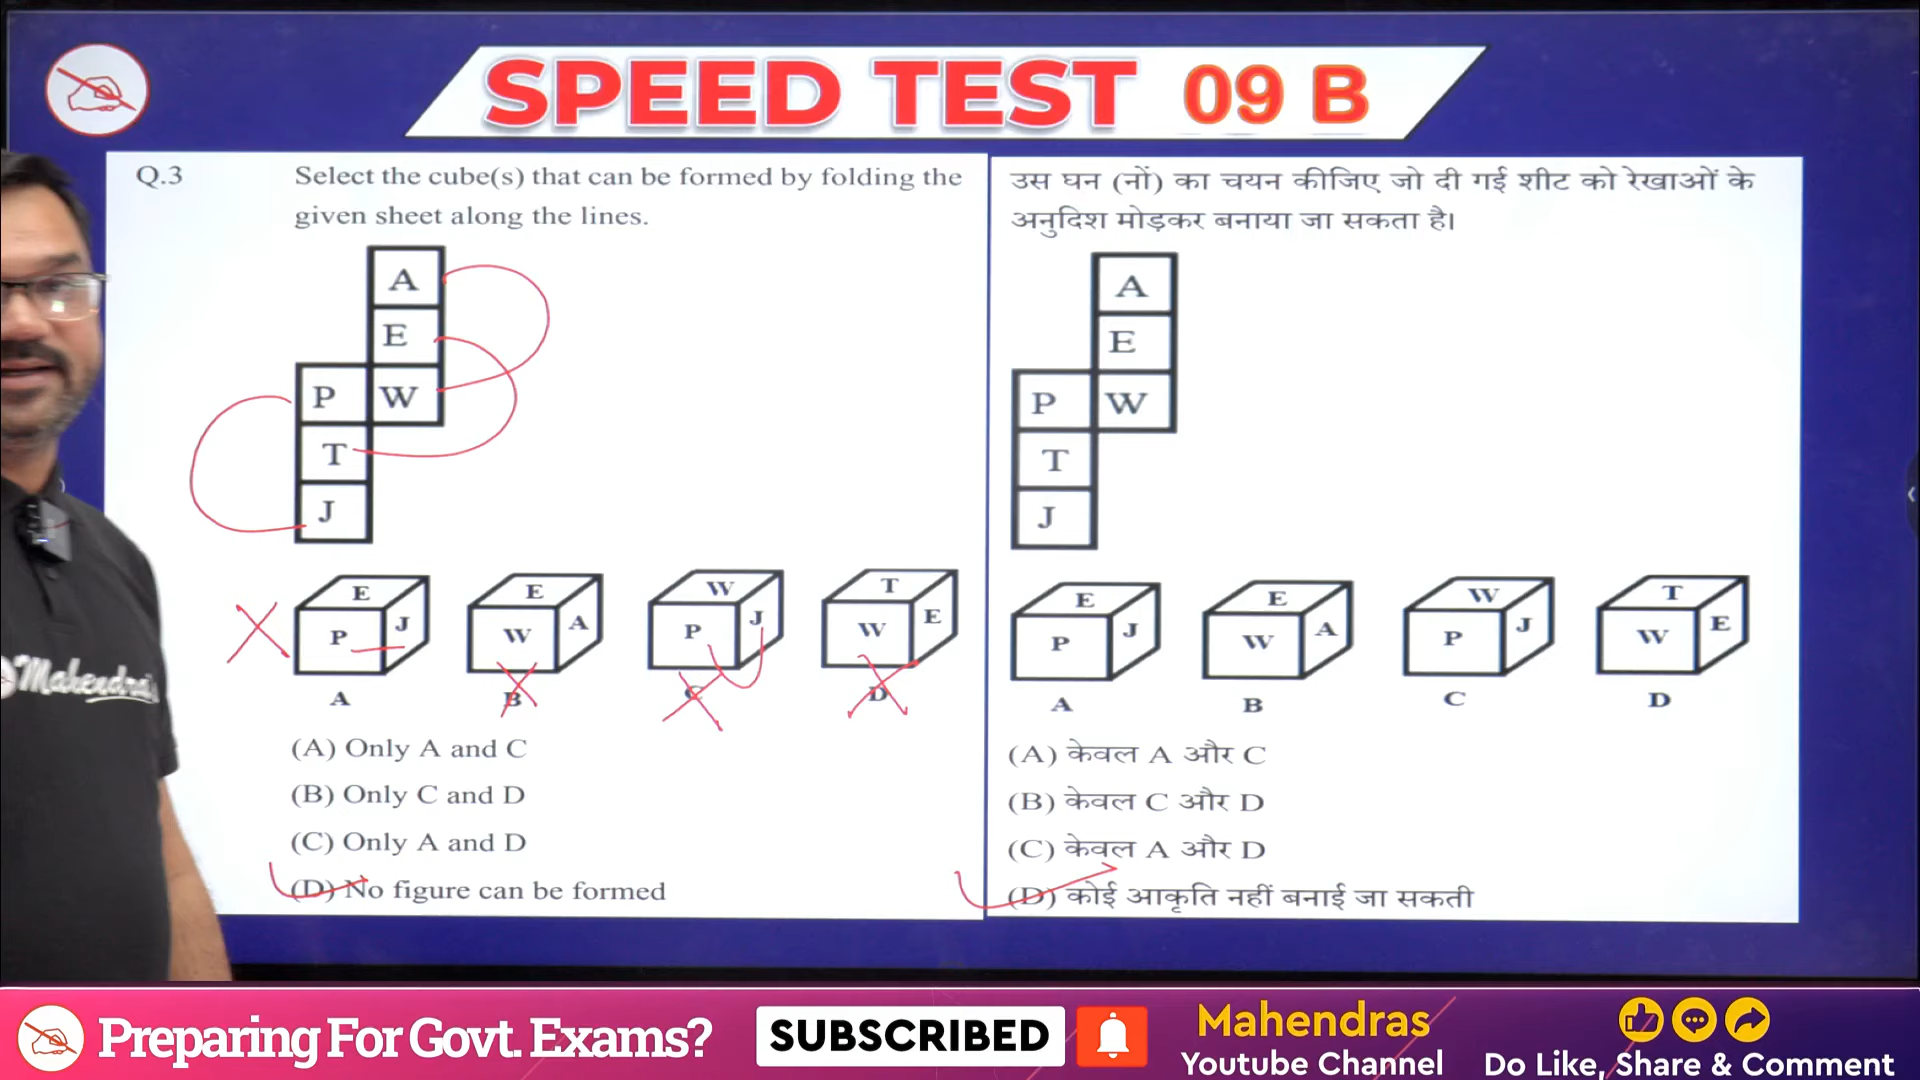 SPEED TEST 09 B
Q.3 Select the cube(s) that can be formed by folding the
given sheet along the lines.
A
E
P W
T
J
E
P J
A
E
W A
B
W
P J
C
T
W E
D
(A) Only A and C
(B) Only C and D
(C) Only A and D
(D) No figure can be formed
उस घन (नों) का चयन कीजिए जो दी गई शीट को रेखाओं के
अनुदिश मोड़कर बनाया जा सकता है।
A
E
P W
T
J
E
P J
A
E
W A
B
W
P J
C
T
W E
D
(A) केवल A और C
(B) केवल C और D
(C) केवल A और D
(D) कोई आकृति नहीं बनाई जा सकती
Mahendra's
Preparing For Govt. Exams?
SUBSCRIBED
Mahendras
Youtube Channel
Do Like, Share & Comment